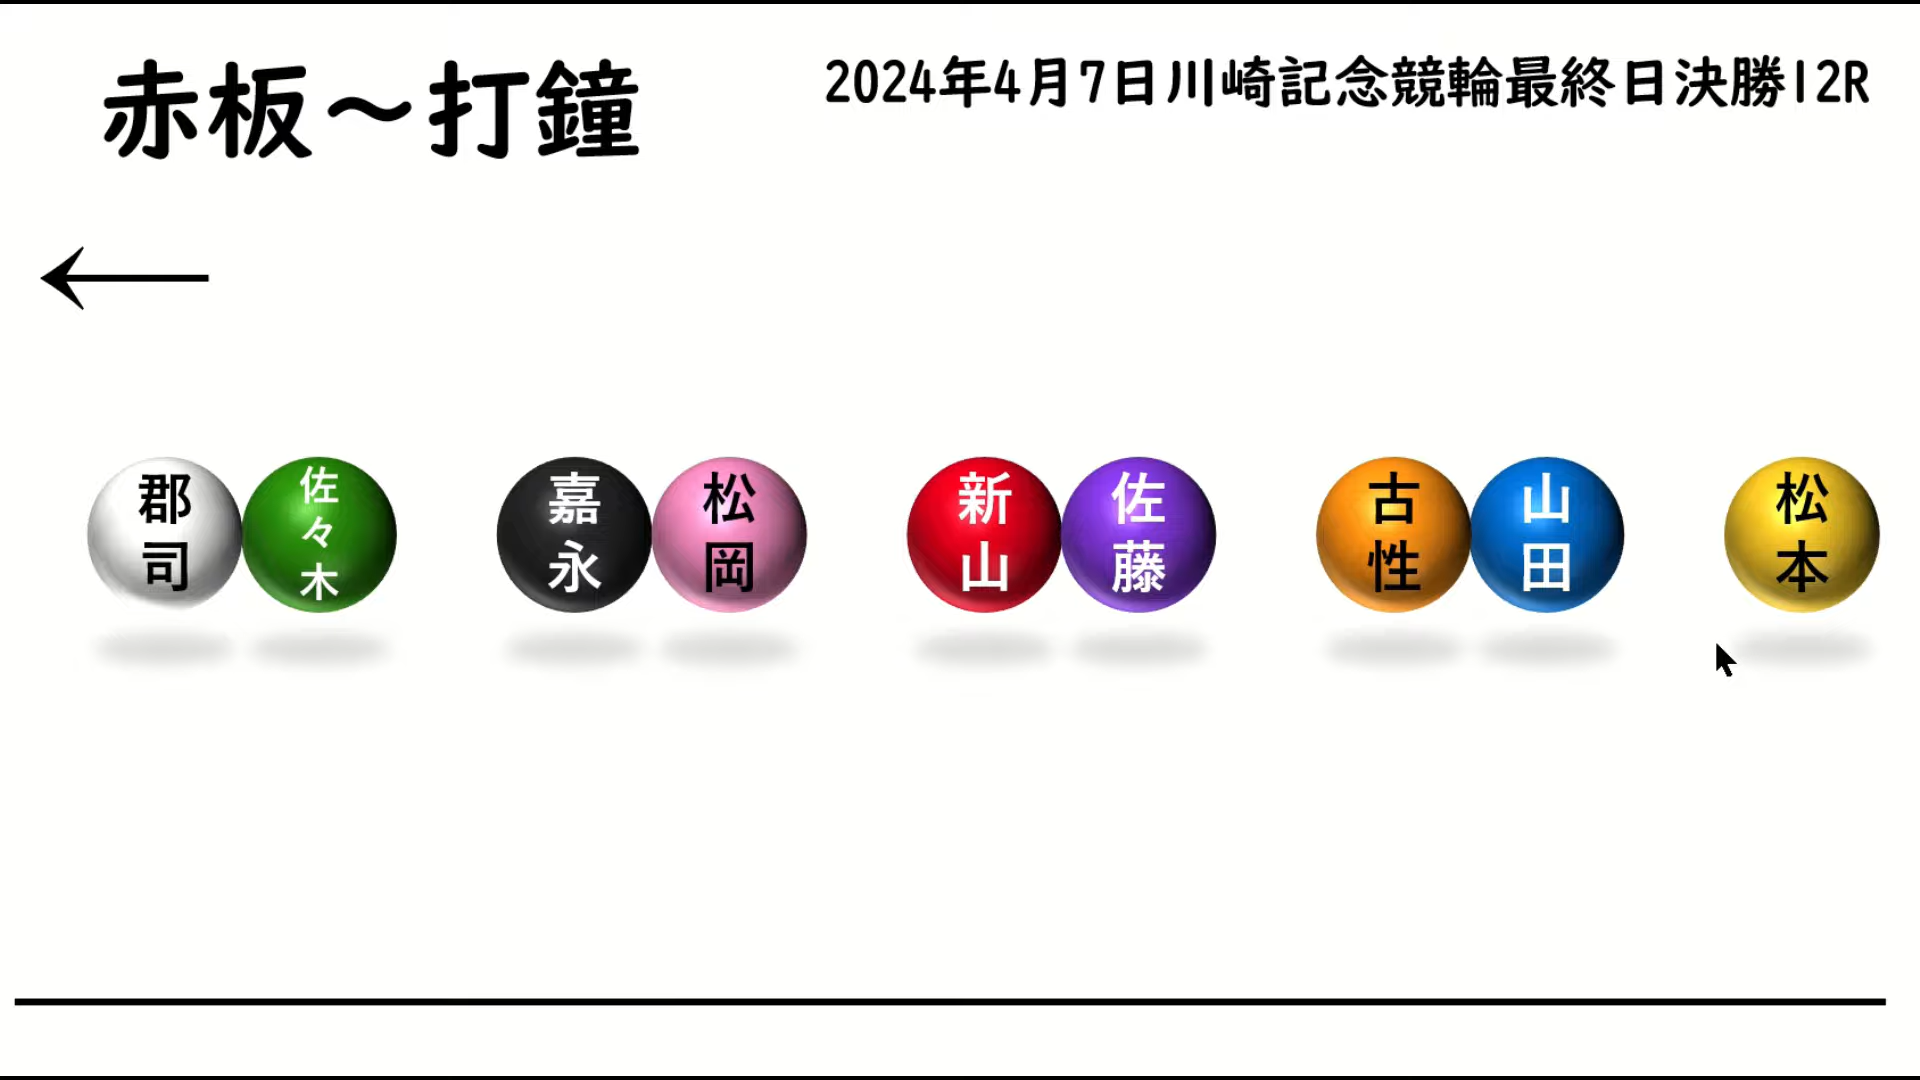 赤板〜打鐘
2024年4月7日川崎記念競輪最終日決勝12R
郡司
佐々木
嘉永
松岡
新山
佐藤
古性
山田
松本